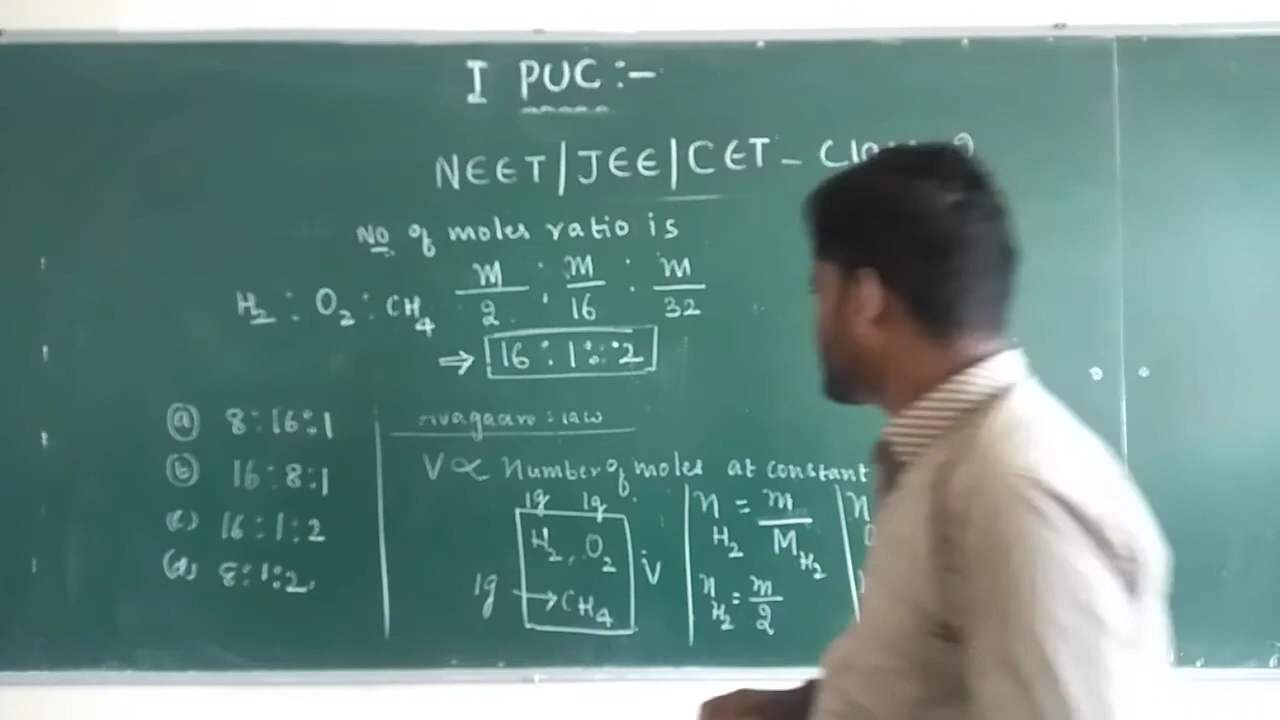 I PUC :-
NEET/JEE/CET -
No of moles ratio is
H2 : O2 : CH4 m/2 : m/16 : m/32
⇒ 16 : 1 : 2
(a) 8 : 16 : 1
(b) 16 : 8 : 1
(c) 16 : 1 : 2
(d) 8 : 1 : 2
law
V ∝ Number of moles at constant
1g 1g
H2, O2
1g → CH4
V
n H2 = m/M H2
n H2 = m/2